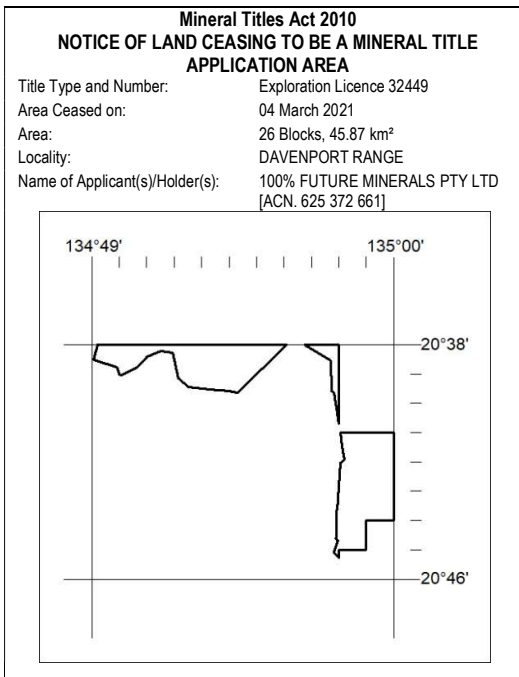 Mineral Titles Act 2010
NOTICE OF LAND CEASING TO BE A MINERAL TITLE
APPLICATION AREA
Title Type and Number: Exploration Licence 32449
Area Ceased on: 04 March 2021
Area: 26 Blocks, 45.87 km²
Locality: DAVENPORT RANGE
Name of Applicant(s)/Holder(s): 100% FUTURE MINERALS PTY LTD
[ACN. 625 372 661]
134°49' 135°00'
20°38'
20°46'